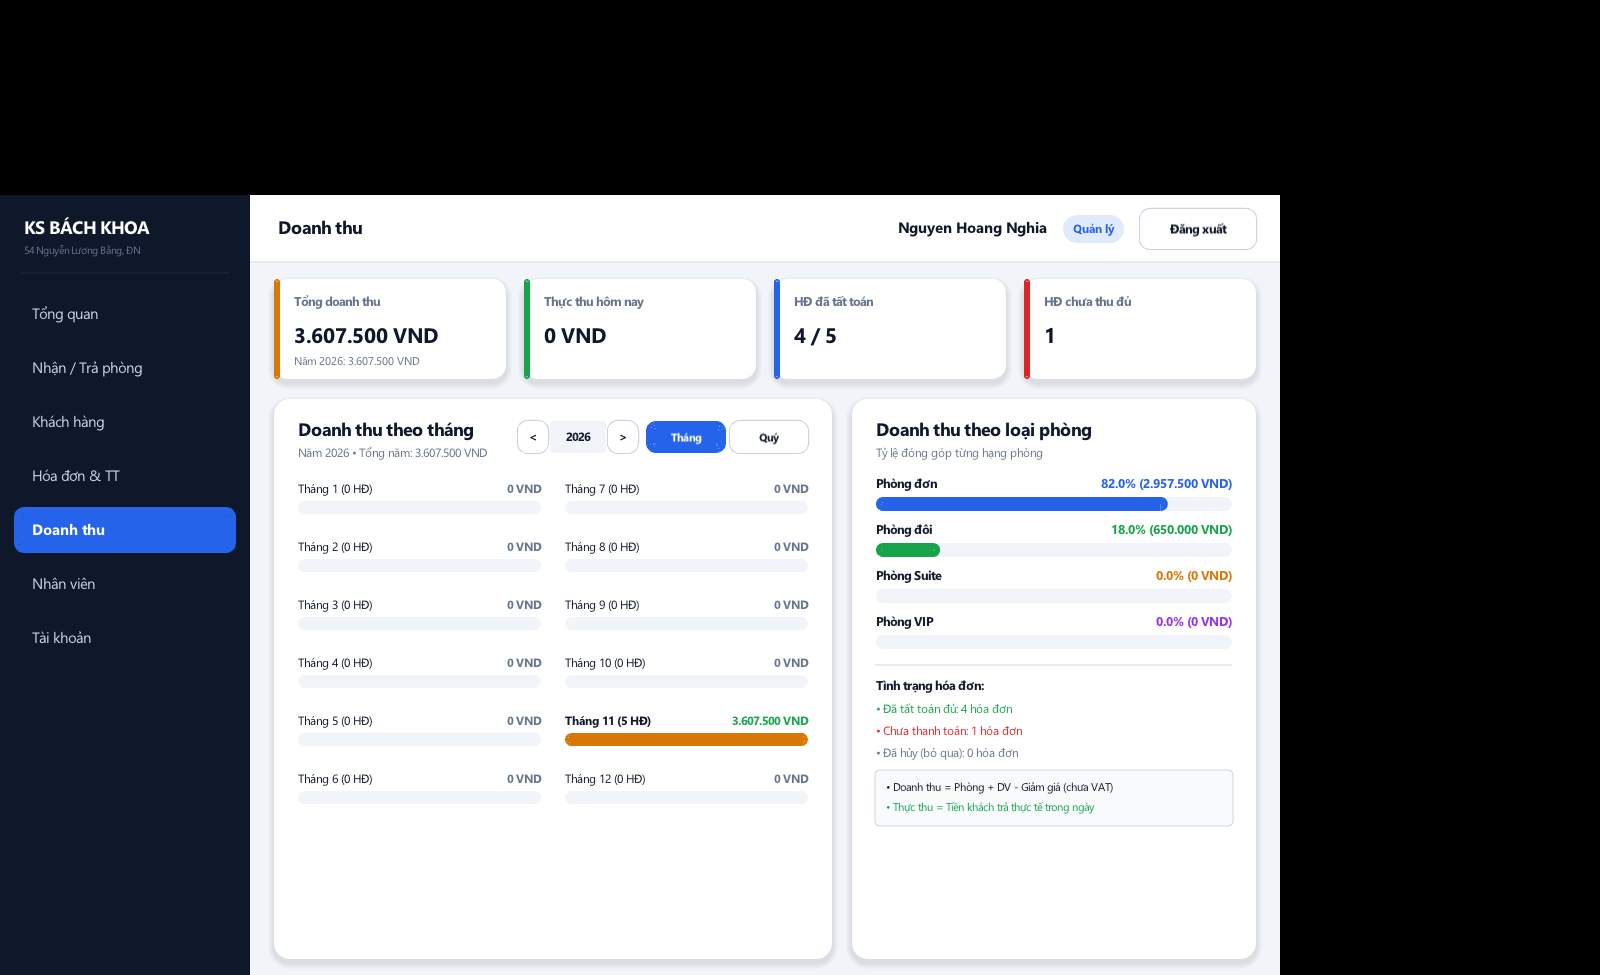 KS BÁCH KHOA
54 Nguyễn Lương Bằng, ĐN
Tổng quan
Nhận / Trả phòng
Khách hàng
Hóa đơn & TT
Doanh thu
Nhân viên
Tài khoản
Doanh thu
Nguyen Hoang Nghia
Quản lý
Đăng xuất
Tổng doanh thu
3.607.500 VND
Năm 2026: 3.607.500 VND
Thực thu hôm nay
0 VND
HĐ đã tất toán
4 / 5
HĐ chưa thu đủ
1
Doanh thu theo tháng
Năm 2026 • Tổng năm: 3.607.500 VND
< 2026 >
Tháng
Quý
Tháng 1 (0 HĐ) 0 VND
Tháng 7 (0 HĐ) 0 VND
Tháng 2 (0 HĐ) 0 VND
Tháng 8 (0 HĐ) 0 VND
Tháng 3 (0 HĐ) 0 VND
Tháng 9 (0 HĐ) 0 VND
Tháng 4 (0 HĐ) 0 VND
Tháng 10 (0 HĐ) 0 VND
Tháng 5 (0 HĐ) 0 VND
Tháng 11 (5 HĐ) 3.607.500 VND
Tháng 6 (0 HĐ) 0 VND
Tháng 12 (0 HĐ) 0 VND
Doanh thu theo loại phòng
Tỷ lệ đóng góp từng hạng phòng
Phòng đơn 82.0% (2.957.500 VND)
Phòng đôi 18.0% (650.000 VND)
Phòng Suite 0.0% (0 VND)
Phòng VIP 0.0% (0 VND)
Tình trạng hóa đơn:
• Đã tất toán đủ: 4 hóa đơn
• Chưa thanh toán: 1 hóa đơn
• Đã hủy (bỏ qua): 0 hóa đơn
• Doanh thu = Phòng + DV - Giảm giá (chưa VAT)
• Thực thu = Tiền khách trả thực tế trong ngày